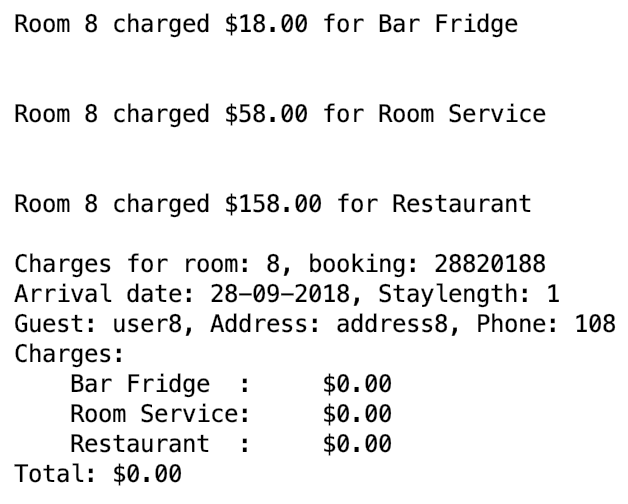 Room 8 charged $18.00 for Bar Fridge
Room 8 charged $58.00 for Room Service
Room 8 charged $158.00 for Restaurant
Charges for room: 8, booking: 28820188
Arrival date: 28-09-2018, Staylength: 1
Guest: user8, Address: address8, Phone: 108
Charges:
    Bar Fridge  :     $0.00
    Room Service:     $0.00
    Restaurant  :     $0.00
Total: $0.00